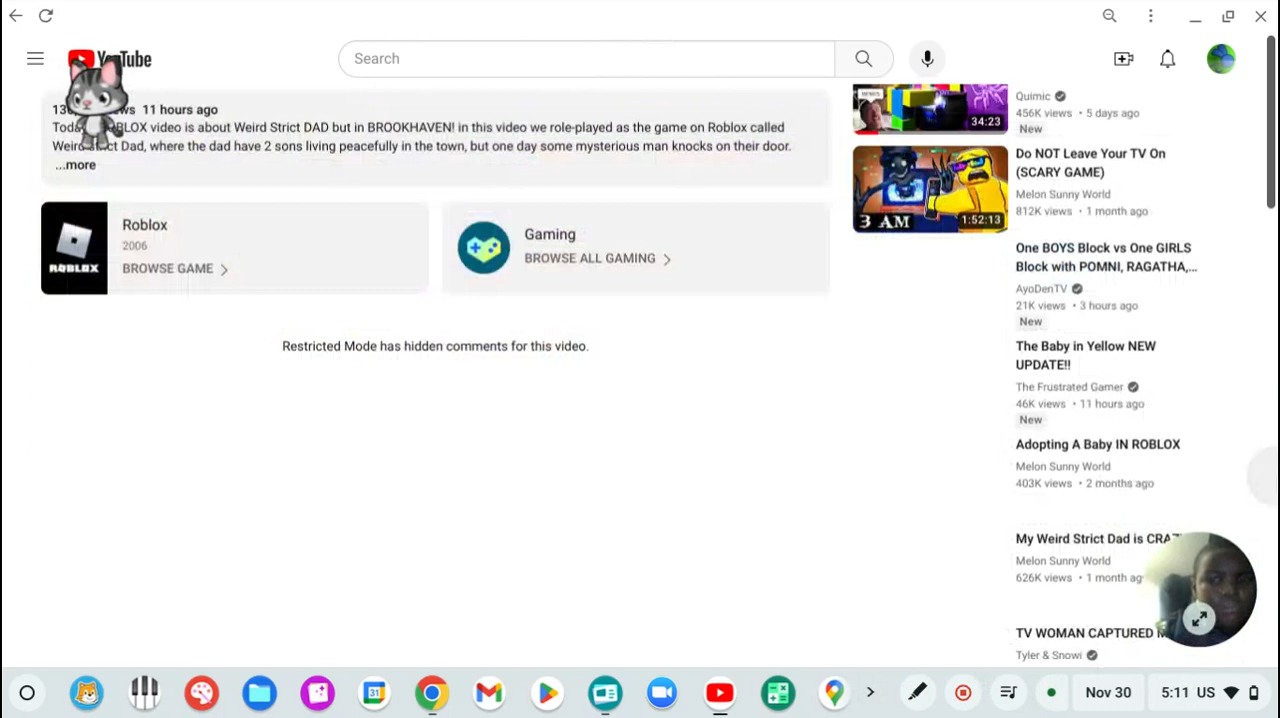 YouTube
Search
11 hours ago
BLOX video is about Weird Strict DAD but in BROOKHAVEN! in this video we role-played as the game on Roblox called
Weird Strict Dad, where the dad have 2 sons living peacefully in the town, but one day some mysterious man knocks on their door.
...more
ROBLOX
Roblox
2006
BROWSE GAME
Gaming
BROWSE ALL GAMING
Restricted Mode has hidden comments for this video.
34:23
Quimic
456K views • 5 days ago
New
3 AM
1:52:13
Do NOT Leave Your TV On
(SCARY GAME)
Melon Sunny World
812K views • 1 month ago
One BOYS Block vs One GIRLS
Block with POMNI, RAGATHA,...
AyoDenTV
21K views • 3 hours ago
New
The Baby in Yellow NEW
UPDATE!!
The Frustrated Gamer
46K views • 11 hours ago
New
Adopting A Baby IN ROBLOX
Melon Sunny World
403K views • 2 months ago
My Weird Strict Dad is
Melon Sunny World
626K views • 1 month
TV WOMAN CAPTURED
Tyler & Snowi
31
Nov 30
5:11 US